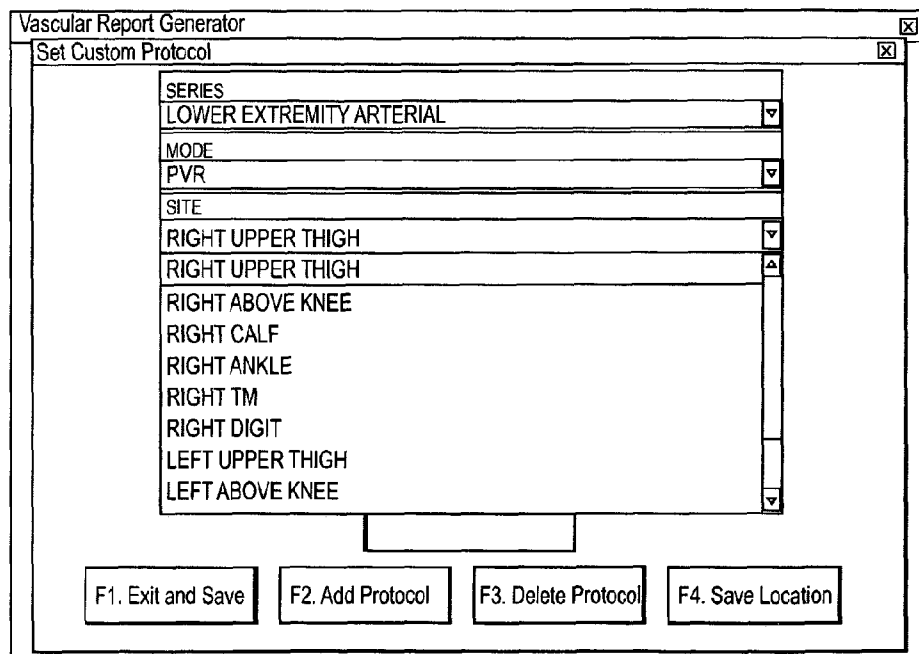 Vascular Report Generator
Set Custom Protocol
SERIES
LOWER EXTREMITY ARTERIAL
MODE
PVR
SITE
RIGHT UPPER THIGH
RIGHT UPPER THIGH
RIGHT ABOVE KNEE
RIGHT CALF
RIGHT ANKLE
RIGHT TM
RIGHT DIGIT
LEFT UPPER THIGH
LEFT ABOVE KNEE
F1. Exit and Save F2. Add Protocol F3. Delete Protocol F4. Save Location